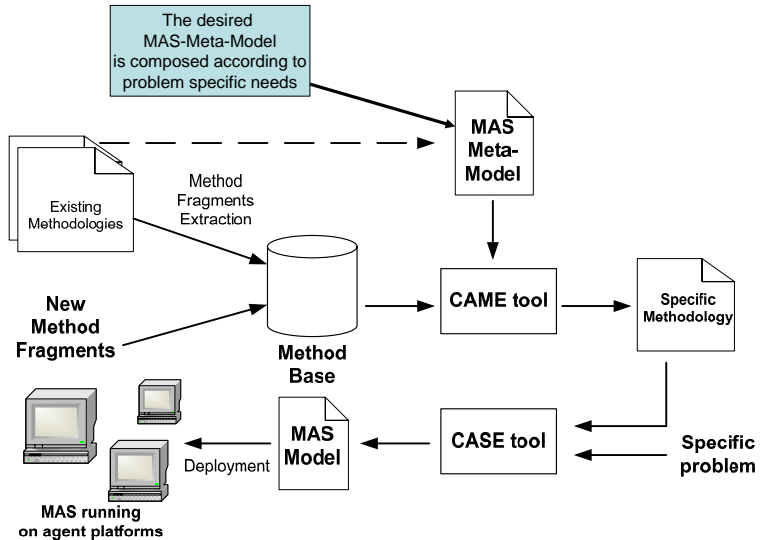 The desired
MAS-Meta-Model
is composed according to
problem specific needs
MAS
Meta-
Model
Existing
Methodologies
Method
Fragments
Extraction
New
Method
Fragments
Method
Base
CAME tool
Specific
Methodology
MAS
Model
CASE tool
Specific
problem
Deployment
MAS running
on agent platforms